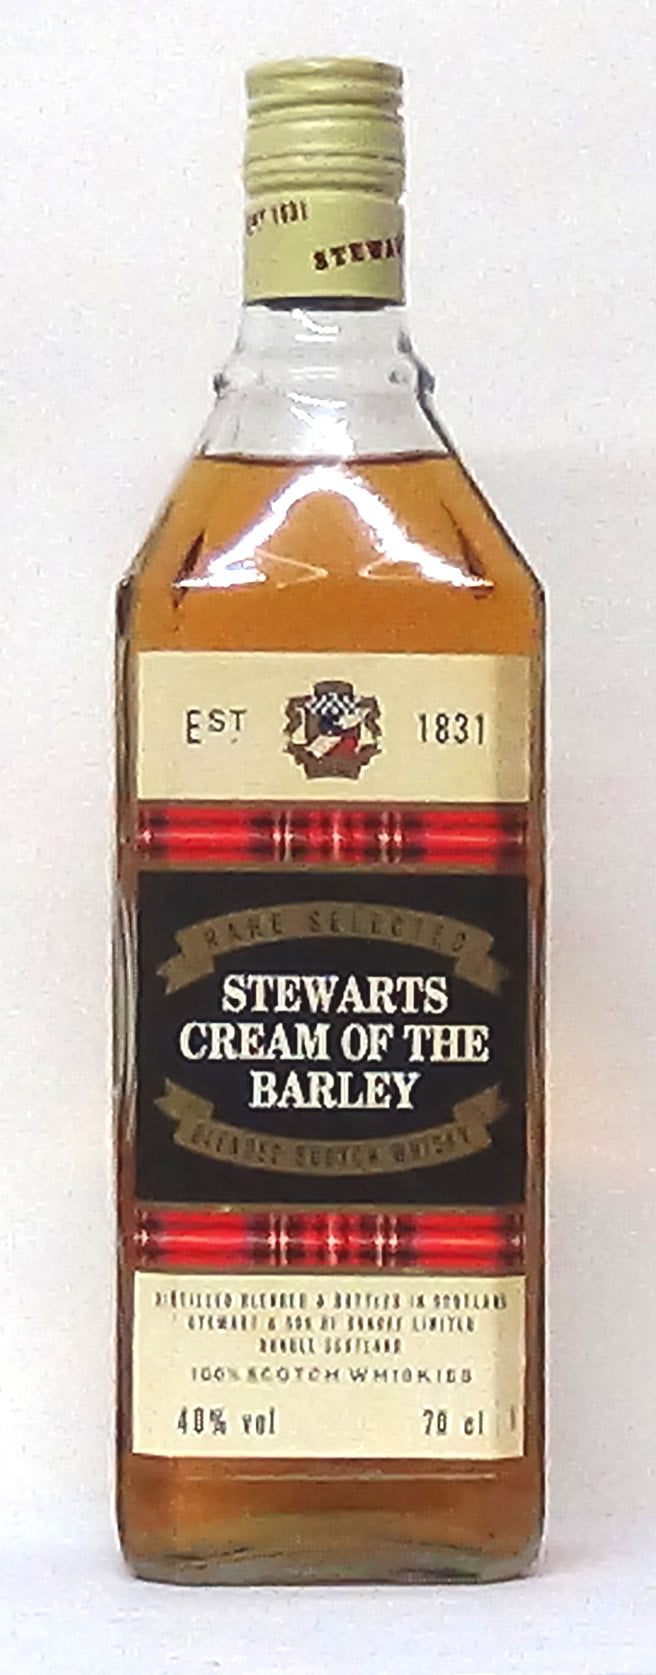 1831
STEWAR
EST 1831
RARE SELECTED
STEWARTS
CREAM OF THE
BARLEY
BLENDED SCOTCH WHISKY
DISTILLED BLENDED & BOTTLED IN SCOTLAND
STEWART & SON OF DUNDEE LIMITED
DUNDEE SCOTLAND
100% SCOTCH WHISKIES
40% vol 70 cl